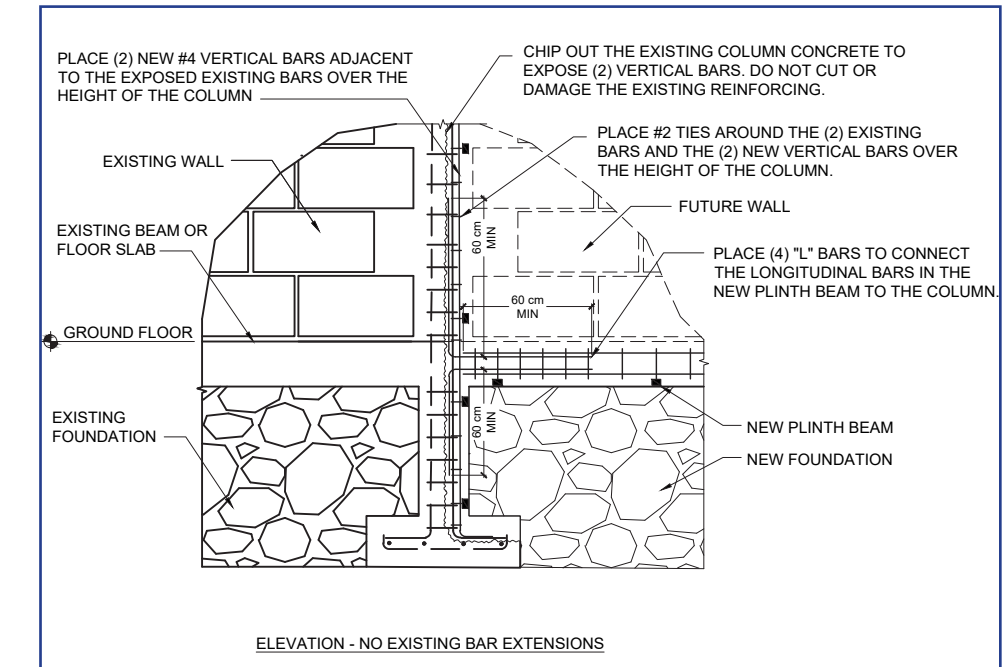 PLACE (2) NEW #4 VERTICAL BARS ADJACENT
TO THE EXPOSED EXISTING BARS OVER THE
HEIGHT OF THE COLUMN
CHIP OUT THE EXISTING COLUMN CONCRETE TO
EXPOSE (2) VERTICAL BARS. DO NOT CUT OR
DAMAGE THE EXISTING REINFORCING.
PLACE #2 TIES AROUND THE (2) EXISTING
BARS AND THE (2) NEW VERTICAL BARS OVER
THE HEIGHT OF THE COLUMN.
EXISTING WALL
FUTURE WALL
EXISTING BEAM OR
FLOOR SLAB
60 cm
MIN
PLACE (4) "L" BARS TO CONNECT
THE LONGITUDINAL BARS IN THE
NEW PLINTH BEAM TO THE COLUMN.
60 cm
MIN
GROUND FLOOR
60 cm
MIN
EXISTING
FOUNDATION
NEW PLINTH BEAM
NEW FOUNDATION
ELEVATION - NO EXISTING BAR EXTENSIONS